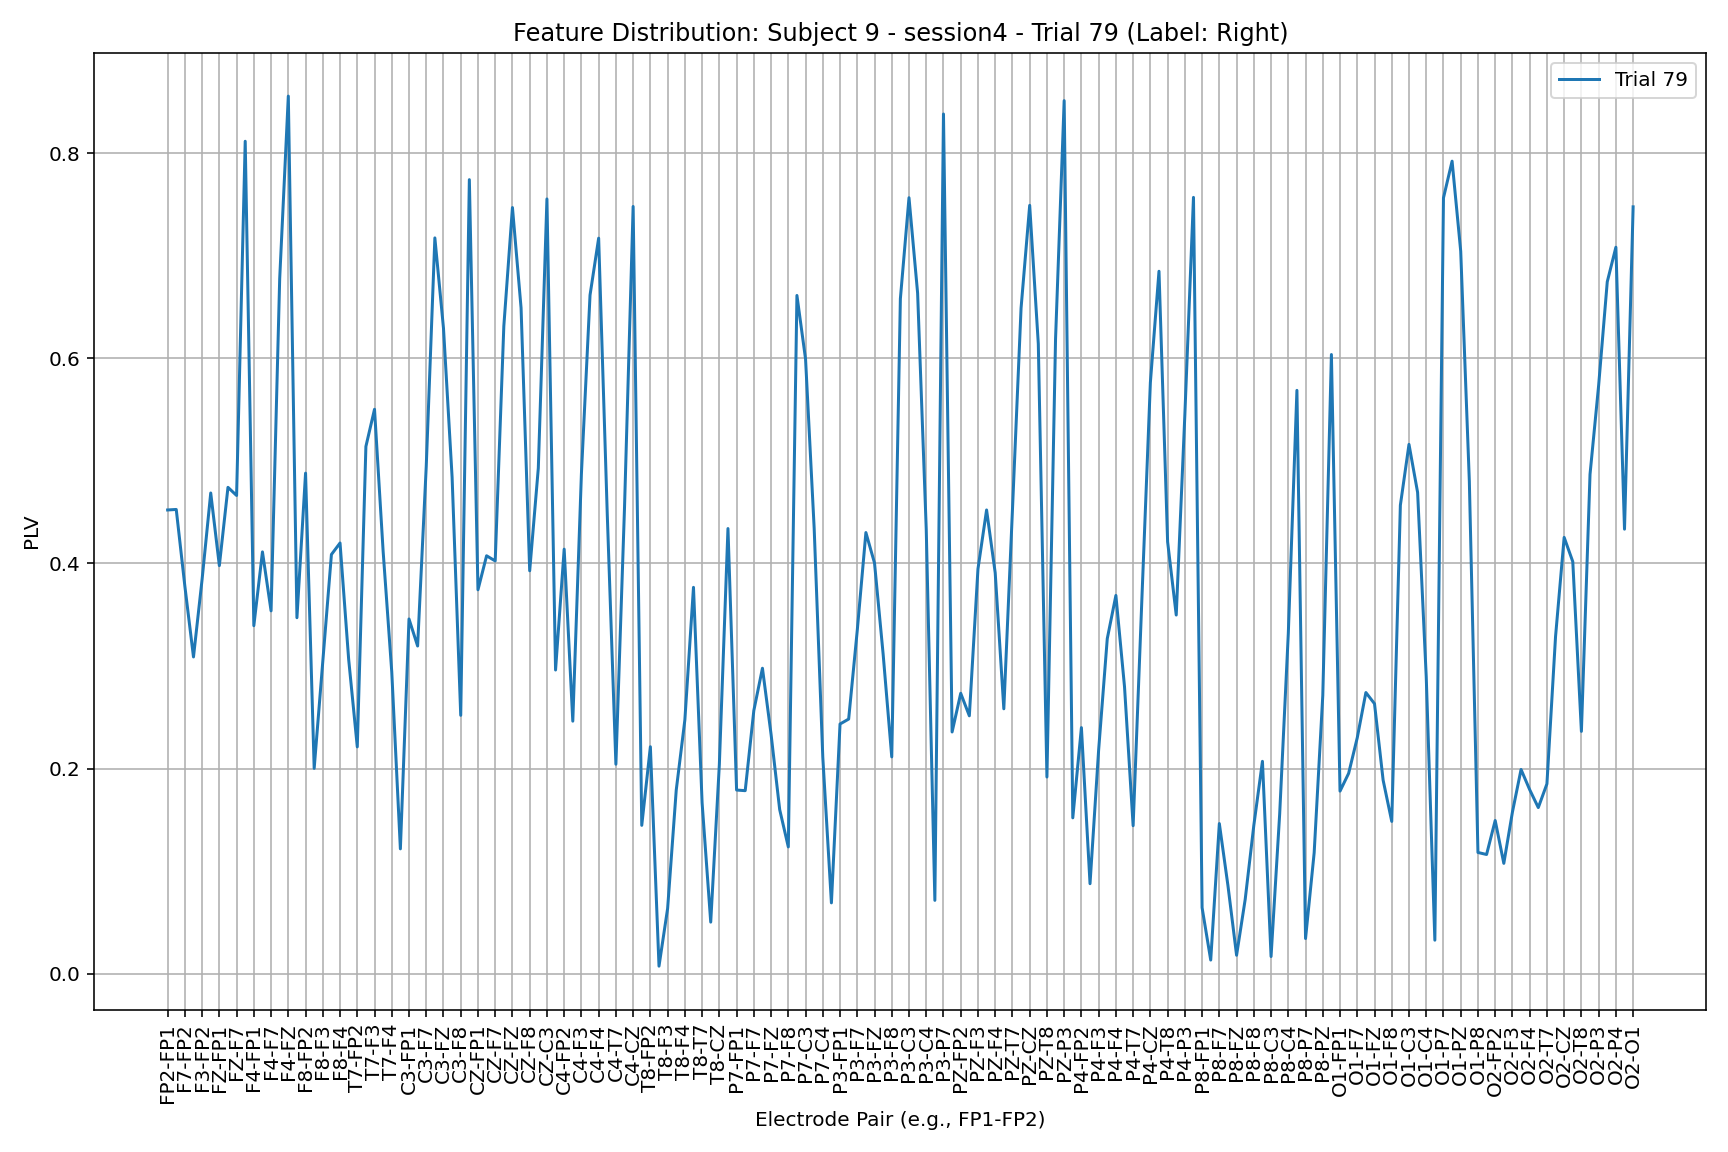 Feature Distribution: Subject 9 - session4 - Trial 79 (Label: Right)
Trial 79
PLV
0.8
0.6
0.4
0.2
0.0
FP2-FP1
F7-FP2
F3-FP2
FZ-FP1
FZ-F7
F4-FP1
F4-F7
F4-FZ
F8-FP2
F8-F3
F8-F4
T7-FP2
T7-F3
T7-F4
C3-FP1
C3-F7
C3-FZ
C3-F8
CZ-FP1
CZ-F7
CZ-FZ
CZ-F8
CZ-C3
C4-FP2
C4-F3
C4-F4
C4-T7
C4-CZ
T8-FP2
T8-F3
T8-F4
T8-T7
T8-CZ
P7-FP1
P7-F7
P7-FZ
P7-F8
P7-C3
P7-C4
P3-FP1
P3-F7
P3-FZ
P3-F8
P3-C3
P3-C4
P3-P7
PZ-FP2
PZ-F3
PZ-F4
PZ-T7
PZ-CZ
PZ-T8
PZ-P3
P4-FP2
P4-F3
P4-F4
P4-T7
P4-CZ
P4-T8
P4-P3
P8-FP1
P8-F7
P8-FZ
P8-F8
P8-C3
P8-C4
P8-P7
P8-PZ
O1-FP1
O1-F7
O1-FZ
O1-F8
O1-C3
O1-C4
O1-P7
O1-PZ
O1-P8
O2-FP2
O2-F3
O2-F4
O2-T7
O2-CZ
O2-T8
O2-P3
O2-P4
O2-O1
Electrode Pair (e.g., FP1-FP2)